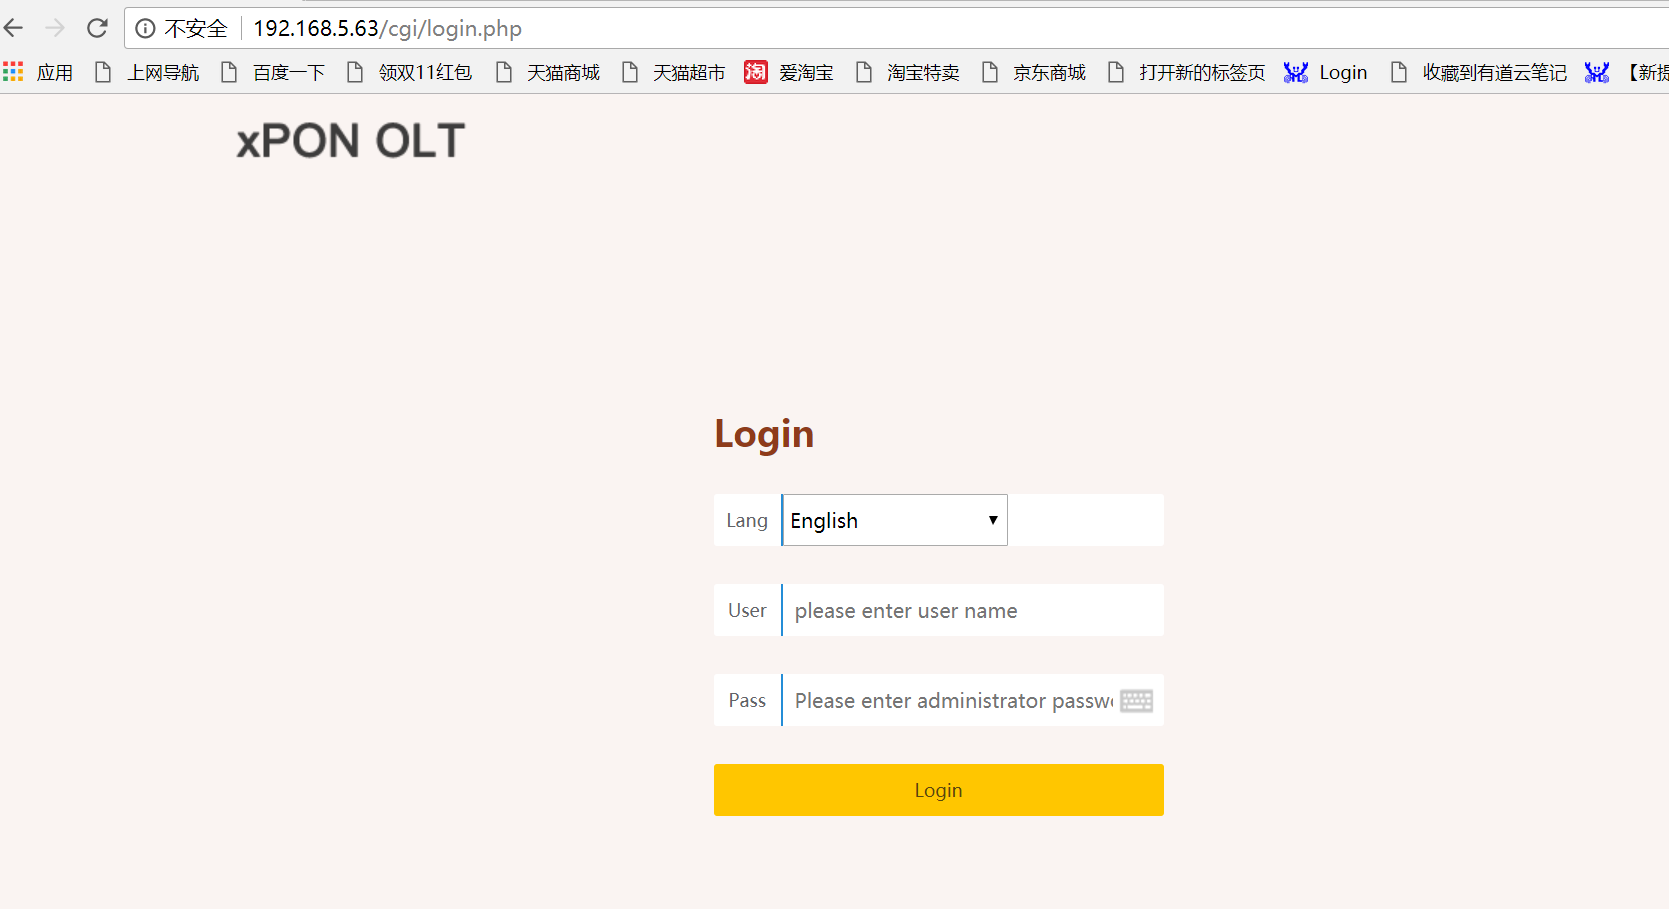 不安全 192.168.5.63/cgi/login.php
应用 上网导航 百度一下 领双11红包 天猫商城 天猫超市 淘 爱淘宝 淘宝特卖 京东商城 打开新的标签页 Login 收藏到有道云笔记 【新提
xPON OLT
Login
Lang English
User please enter user name
Pass Please enter administrator passw
Login